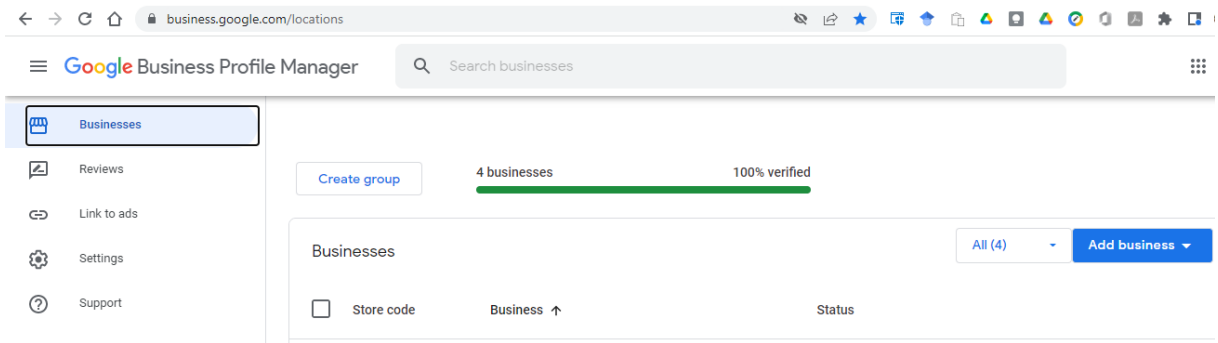 business.google.com/locations
Google Business Profile Manager
Search businesses
Businesses
Reviews
Link to ads
Settings
Support
Create group
4 businesses
100% verified
Businesses
All (4)
Add business
Store code
Business
Status